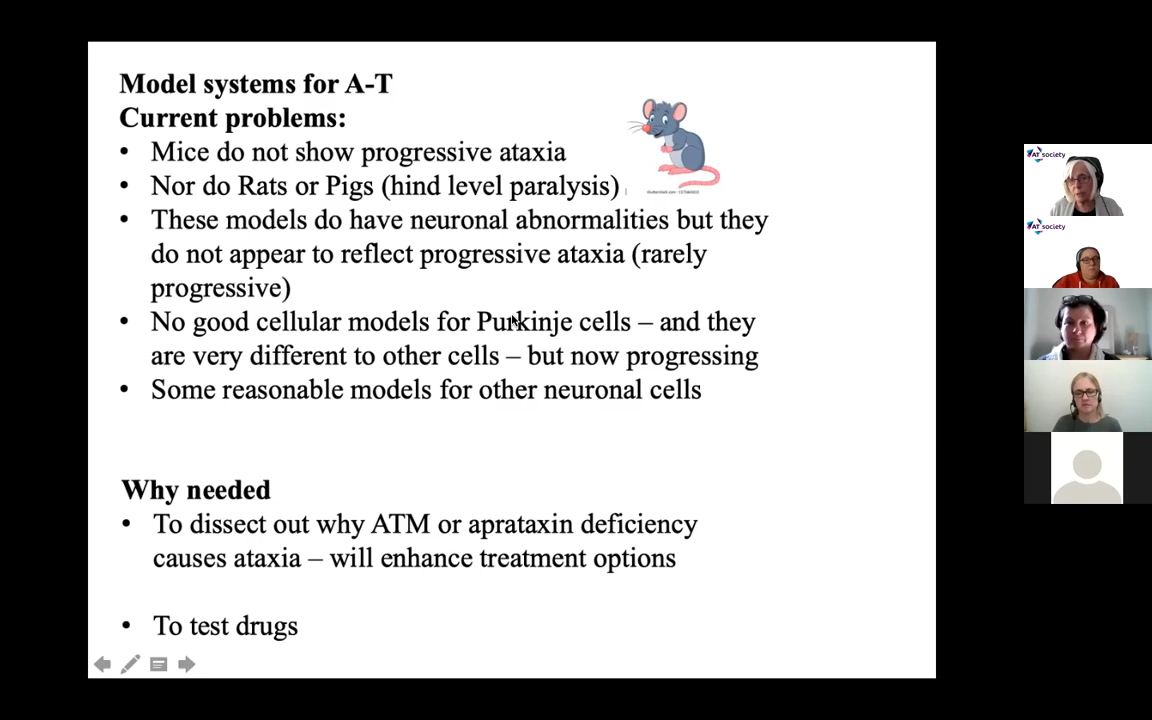 Model systems for A-T
Current problems:
• Mice do not show progressive ataxia
• Nor do Rats or Pigs (hind level paralysis)
• These models do have neuronal abnormalities but they
do not appear to reflect progressive ataxia (rarely
progressive)
• No good cellular models for Purkinje cells – and they
are very different to other cells – but now progressing
• Some reasonable models for other neuronal cells
Why needed
• To dissect out why ATM or aprataxin deficiency
causes ataxia – will enhance treatment options
• To test drugs
AT society
AT society